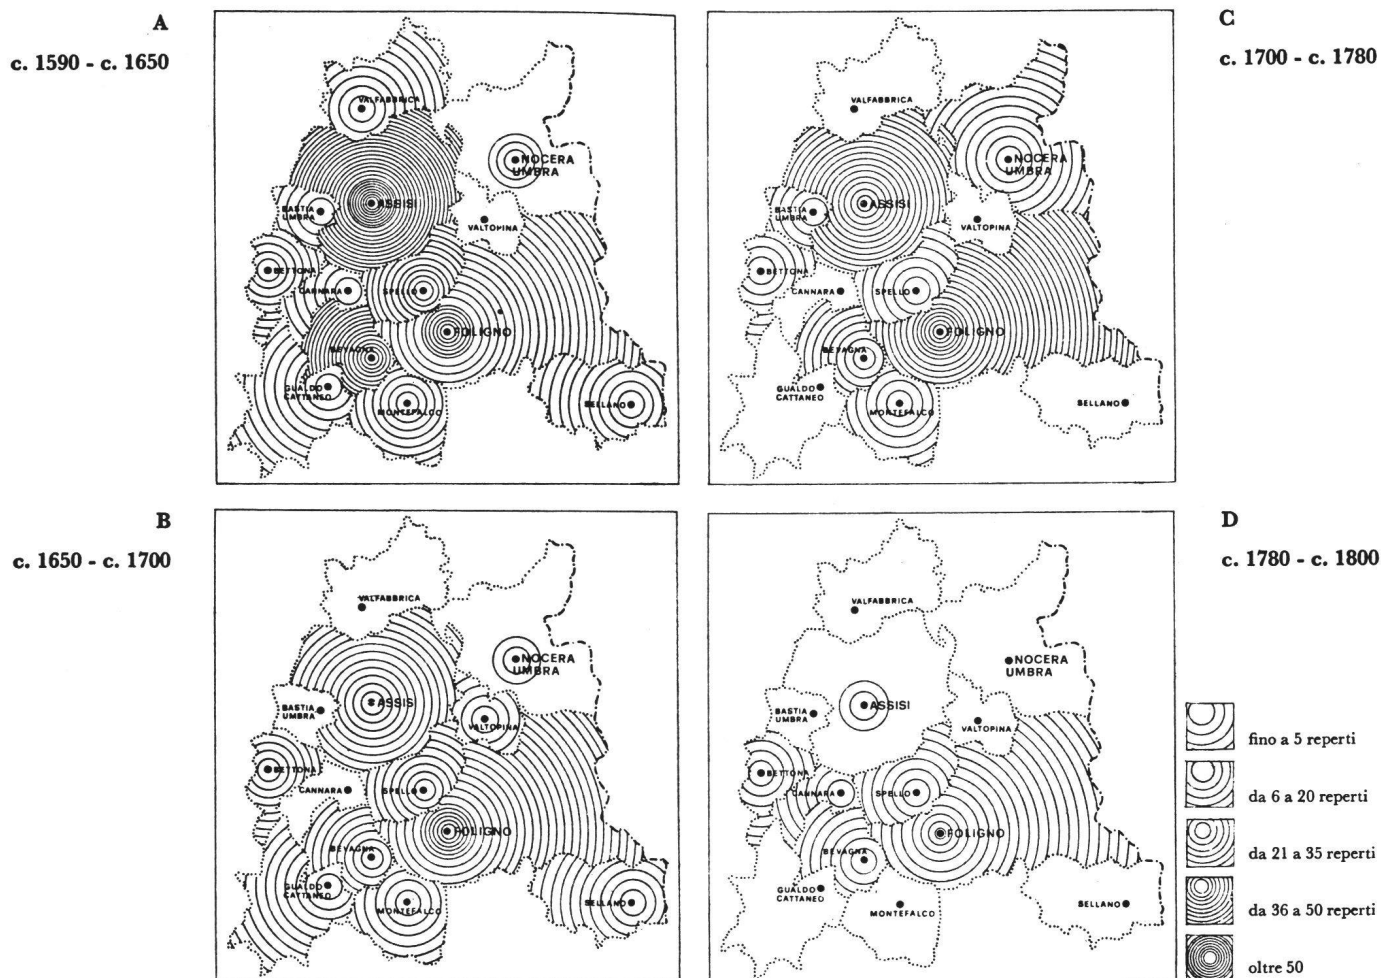 A
c. 1590 - c. 1650
VALFABBRICA
NOCERA
UMBRA
ASSISI
BASTIA
UMBRA
VALTOPINA
BETTONA
CANNARA
SPELLO
FOLIGNO
BEVAGNA
GUALDO
CATTANEO
MONTEFALCO
SELLANO
C
c. 1700 - c. 1780
VALFABBRICA
NOCERA
UMBRA
ASSISI
BASTIA
UMBRA
VALTOPINA
BETTONA
CANNARA
SPELLO
FOLIGNO
BEVAGNA
GUALDO
CATTANEO
MONTEFALCO
SELLANO
B
c. 1650 - c. 1700
VALFABBRICA
NOCERA
UMBRA
ASSIS
BASTIA
UMBRA
VALTOPINA
BETTONA
CANNARA
SPELLO
FOLIGNO
BEVAGNA
GUALDO
CATTANEO
MONTEFALCO
SELLANO
D
c. 1780 - c. 1800
VALFABBRICA
NOCERA
UMBRA
ASSISI
BASTIA
UMBRA
VALTOPINA
BETTONA
CANNARA
SPELLO
FOLIGNO
BEVAGNA
GUALDO
CATTANEO
MONTEFALCO
SELLANO
fino a 5 reperti
da 6 a 20 reperti
da 21 a 35 reperti
da 36 a 50 reperti
oltre 50